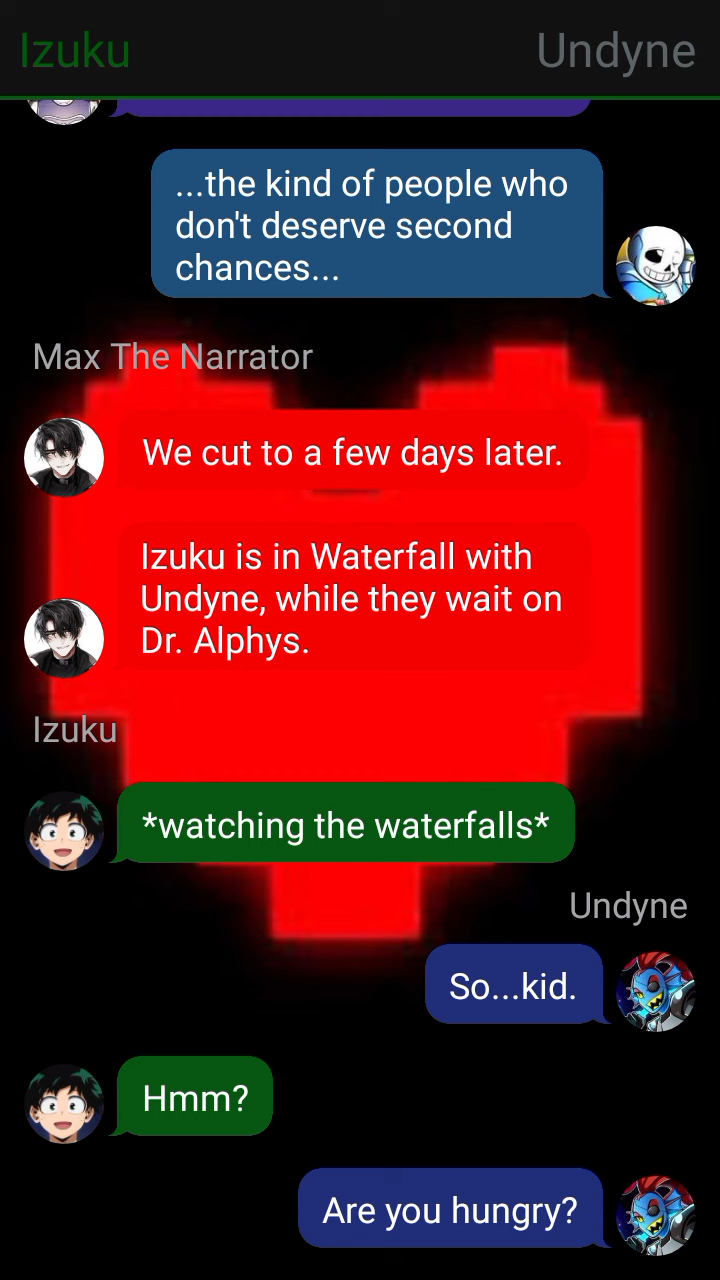 Izuku
Undyne
...the kind of people who
don't deserve second
chances...
Max The Narrator
We cut to a few days later.
Izuku is in Waterfall with
Undyne, while they wait on
Dr. Alphys.
Izuku
*watching the waterfalls*
Undyne
So...kid.
Hmm?
Are you hungry?